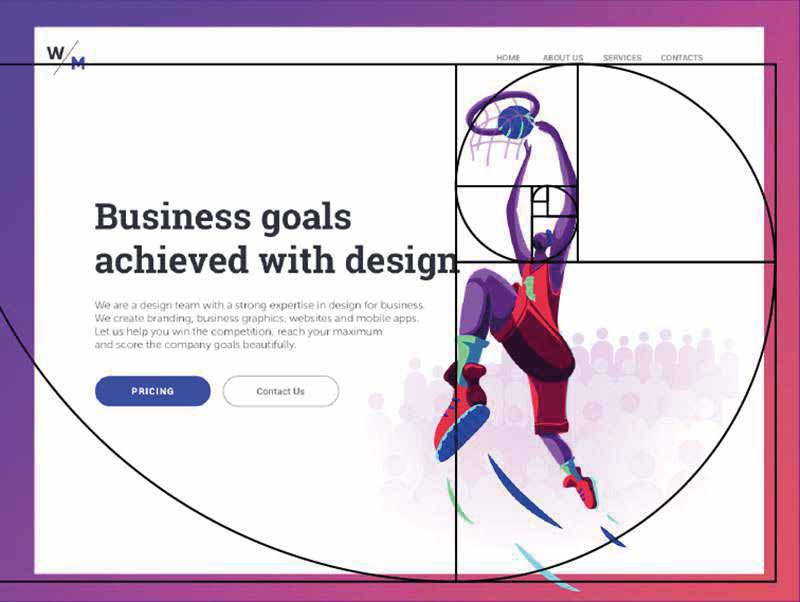 W
M
HOME ABOUT US SERVICES CONTACTS
Business goals
achieved with design
We are a design team with a strong expertise in design for business.
We create branding, business graphics, websites and mobile apps.
Let us help you win the competition, reach your maximum
and score the company goals beautifully.
PRICING Contact Us